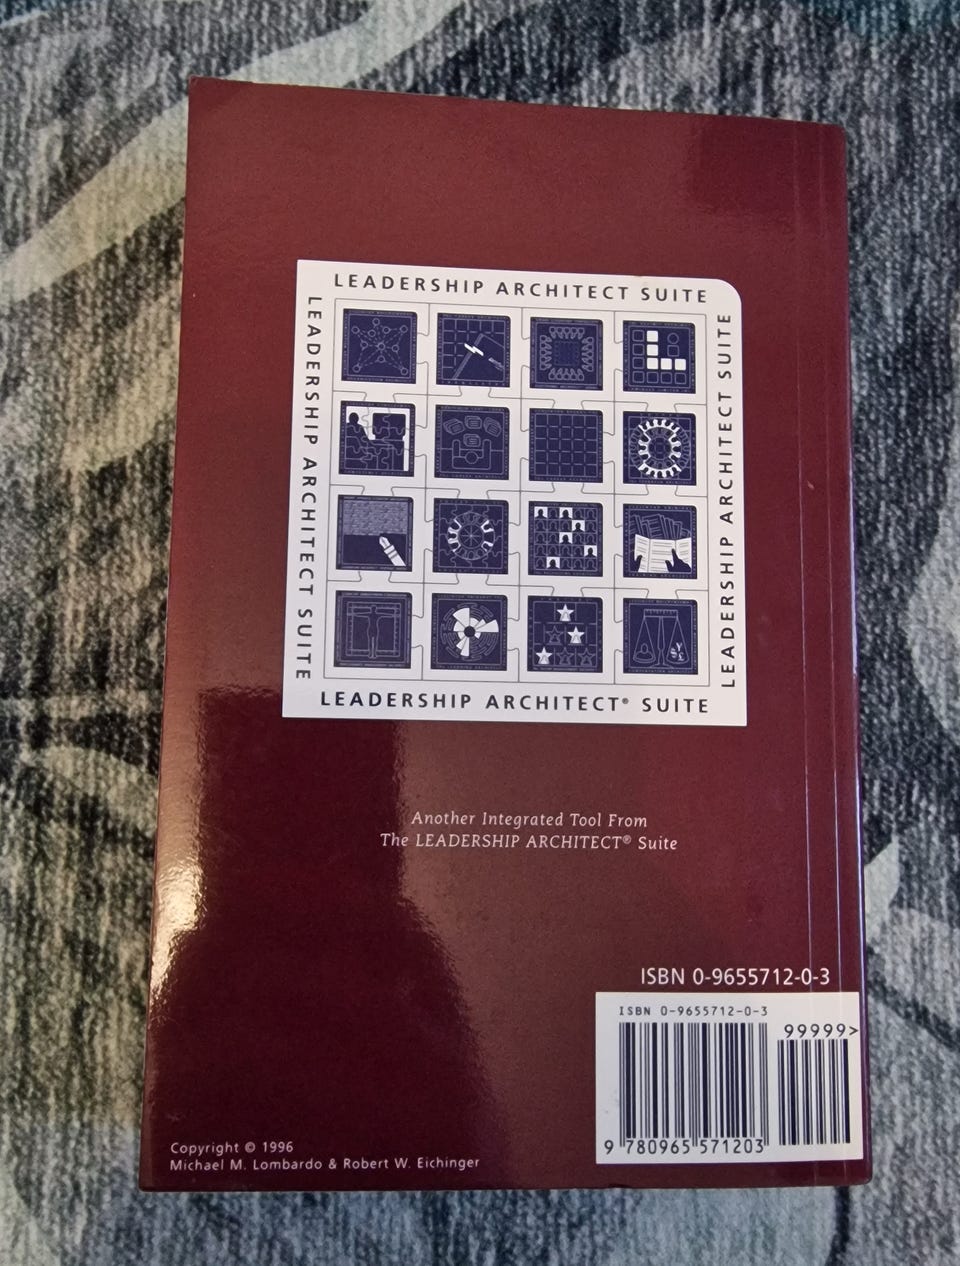 LEADERSHIP ARCHITECT SUITE
LEADERSHIP ARCHITECT SUITE
LEADERSHIP ARCHITECT SUITE
LEADERSHIP ARCHITECT® SUITE
Another Integrated Tool From
The LEADERSHIP ARCHITECT® Suite
ISBN 0-9655712-0-3
ISBN 0-9655712-0-3
99999>
9 780965 571203
Copyright © 1996
Michael M. Lombardo & Robert W. Eichinger